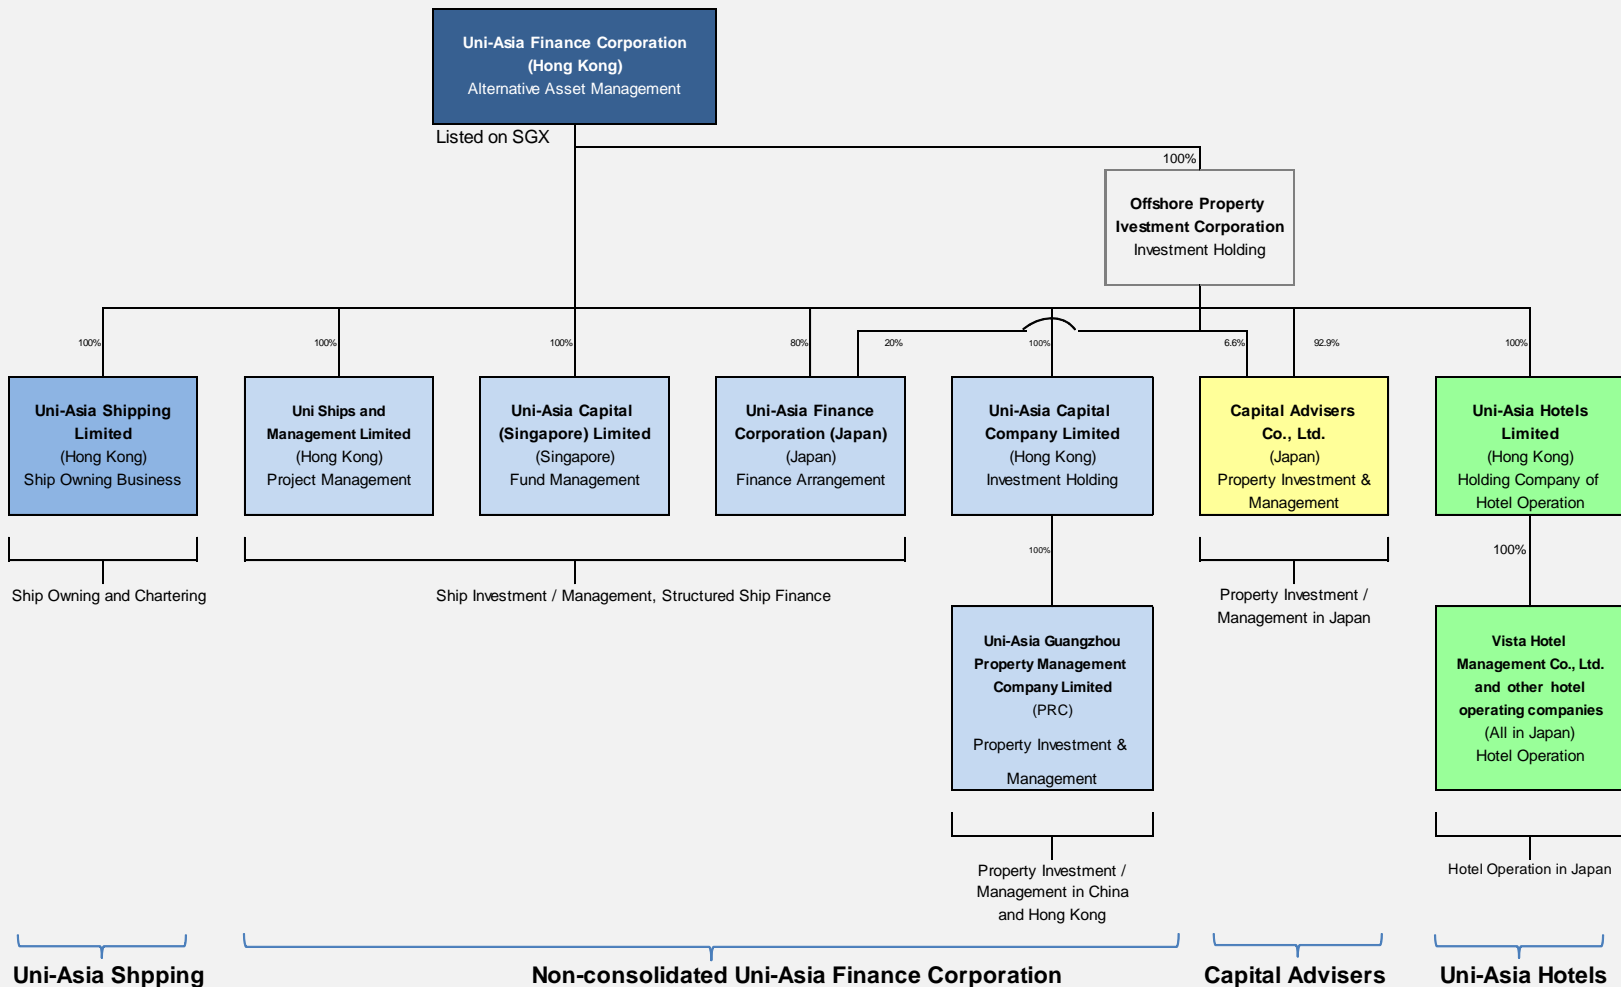 Uni-Asia Finance Corporation
(Hong Kong)
Alternative Asset Management
Listed on SGX
100%
Offshore Property
Ivestment Corporation
Investment Holding
100%
100%
100%
80%
20%
100%
6.6%
92.9%
100%
Uni-Asia Shipping
Limited
(Hong Kong)
Ship Owning Business
Uni Ships and
Management Limited
(Hong Kong)
Project Management
Uni-Asia Capital
(Singapore) Limited
(Singapore)
Fund Management
Uni-Asia Finance
Corporation (Japan)
(Japan)
Finance Arrangement
Uni-Asia Capital
Company Limited
(Hong Kong)
Investment Holding
Capital Advisers
Co., Ltd.
(Japan)
Property Investment &
Management
Uni-Asia Hotels
Limited
(Hong Kong)
Holding Company of
Hotel Operation
100%
100%
Ship Owning and Chartering
Ship Investment / Management, Structured Ship Finance
Property Investment /
Management in Japan
Uni-Asia Guangzhou
Property Management
Company Limited
(PRC)
Property Investment &
Management
Vista Hotel
Management Co., Ltd.
and other hotel
operating companies
(All in Japan)
Hotel Operation
Property Investment /
Management in China
and Hong Kong
Hotel Operation in Japan
Uni-Asia Shpping
Non-consolidated Uni-Asia Finance Corporation
Capital Advisers
Uni-Asia Hotels